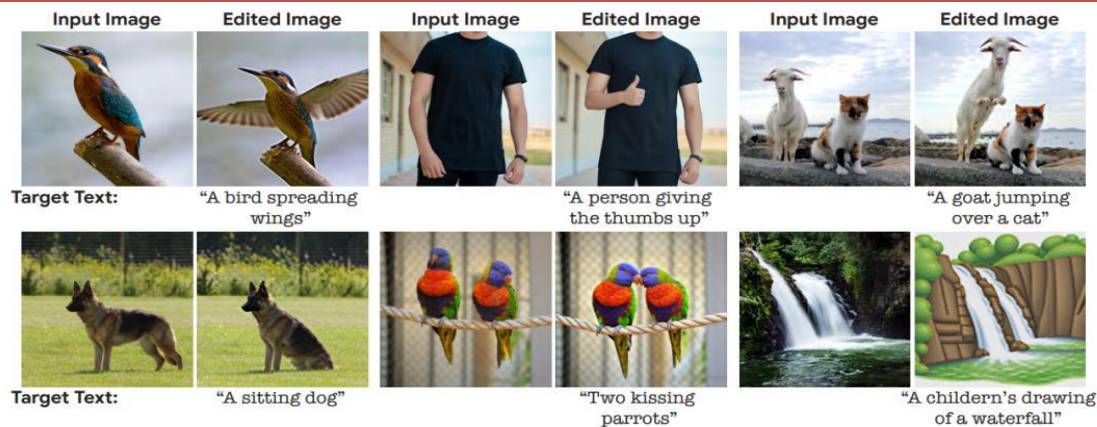 Input Image Edited Image Input Image Edited Image Input Image Edited Image
Target Text: "A bird spreading "A person giving "A goat jumping
wings" the thumbs up" over a cat"
Target Text: "A sitting dog" "Two kissing "A childern's drawing
parrots" of a waterfall"